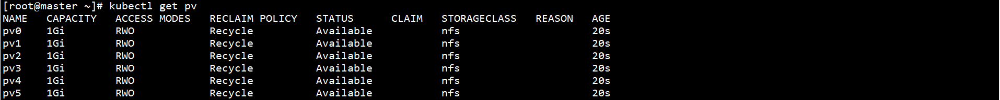 [root@master ~]# kubectl get pv
NAME   CAPACITY   ACCESS MODES   RECLAIM POLICY   STATUS      CLAIM   STORAGECLASS   REASON   AGE
pv0    1Gi        RWO            Recycle          Available           nfs                     20s
pv1    1Gi        RWO            Recycle          Available           nfs                     20s
pv2    1Gi        RWO            Recycle          Available           nfs                     20s
pv3    1Gi        RWO            Recycle          Available           nfs                     20s
pv4    1Gi        RWO            Recycle          Available           nfs                     20s
pv5    1Gi        RWO            Recycle          Available           nfs                     20s